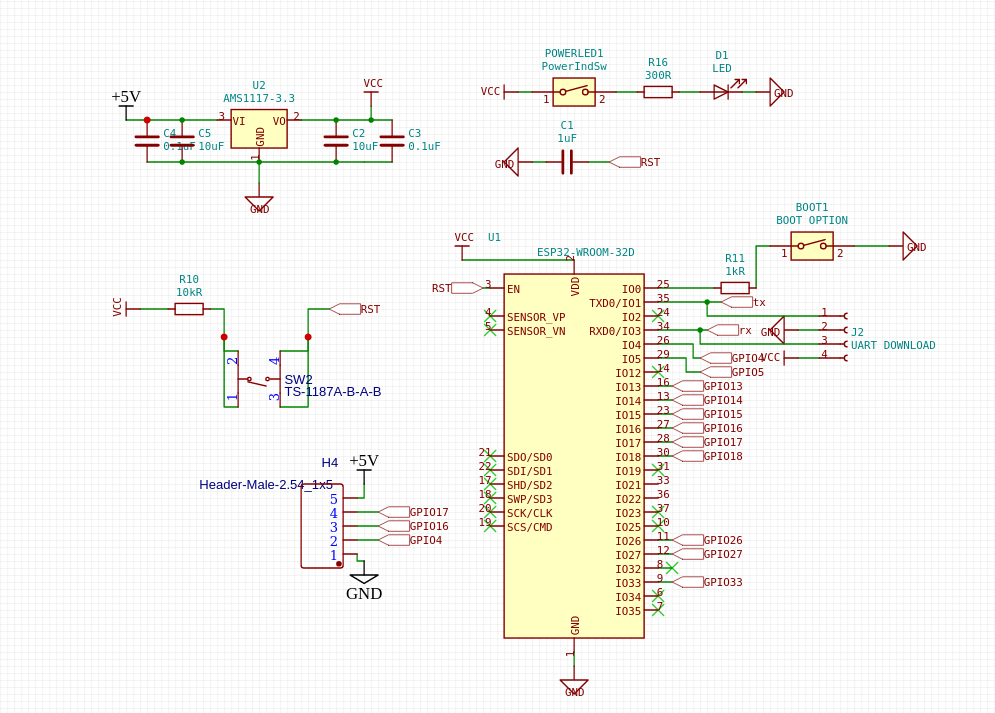 +5V
U2
AMS1117-3.3
3
VI
VO
2
GND
1
C4
0.1uF
C5
10uF
VCC
C2
10uF
C3
0.1uF
GND
POWERLED1
PowerIndSw
VCC
1
2
R16
300R
D1
LED
GND
C1
1uF
GND
RST
BOOT1
BOOT OPTION
1
2
GND
R11
1kR
VCC
U1
ESP32-WROOM-32D
2
VDD
RST
3
EN
4
SENSOR_VP
5
SENSOR_VN
21
SDO/SD0
22
SDI/SD1
17
SHD/SD2
18
SWP/SD3
20
SCK/CLK
19
SCS/CMD
IO0
25
TXD0/IO1
35
tx
IO2
24
RXD0/IO3
34
rx
IO4
26
GPIO4
IO5
29
GPIO5
IO12
14
IO13
16
GPIO13
IO14
13
GPIO14
IO15
23
GPIO15
IO16
27
GPIO16
IO17
28
GPIO17
IO18
30
GPIO18
IO19
31
IO21
33
IO22
36
IO23
37
IO25
10
IO26
11
GPIO26
IO27
12
GPIO27
IO32
8
IO33
9
GPIO33
IO34
6
IO35
7
GND
1
GND
GND
VCC
1
2
3
4
J2
UART DOWNLOAD
VCC
R10
10kR
RST
2
1
4
3
SW2
TS-1187A-B-A-B
H4
Header-Male-2.54_1x5
+5V
5
4
GPIO17
3
GPIO16
2
GPIO4
1
GND